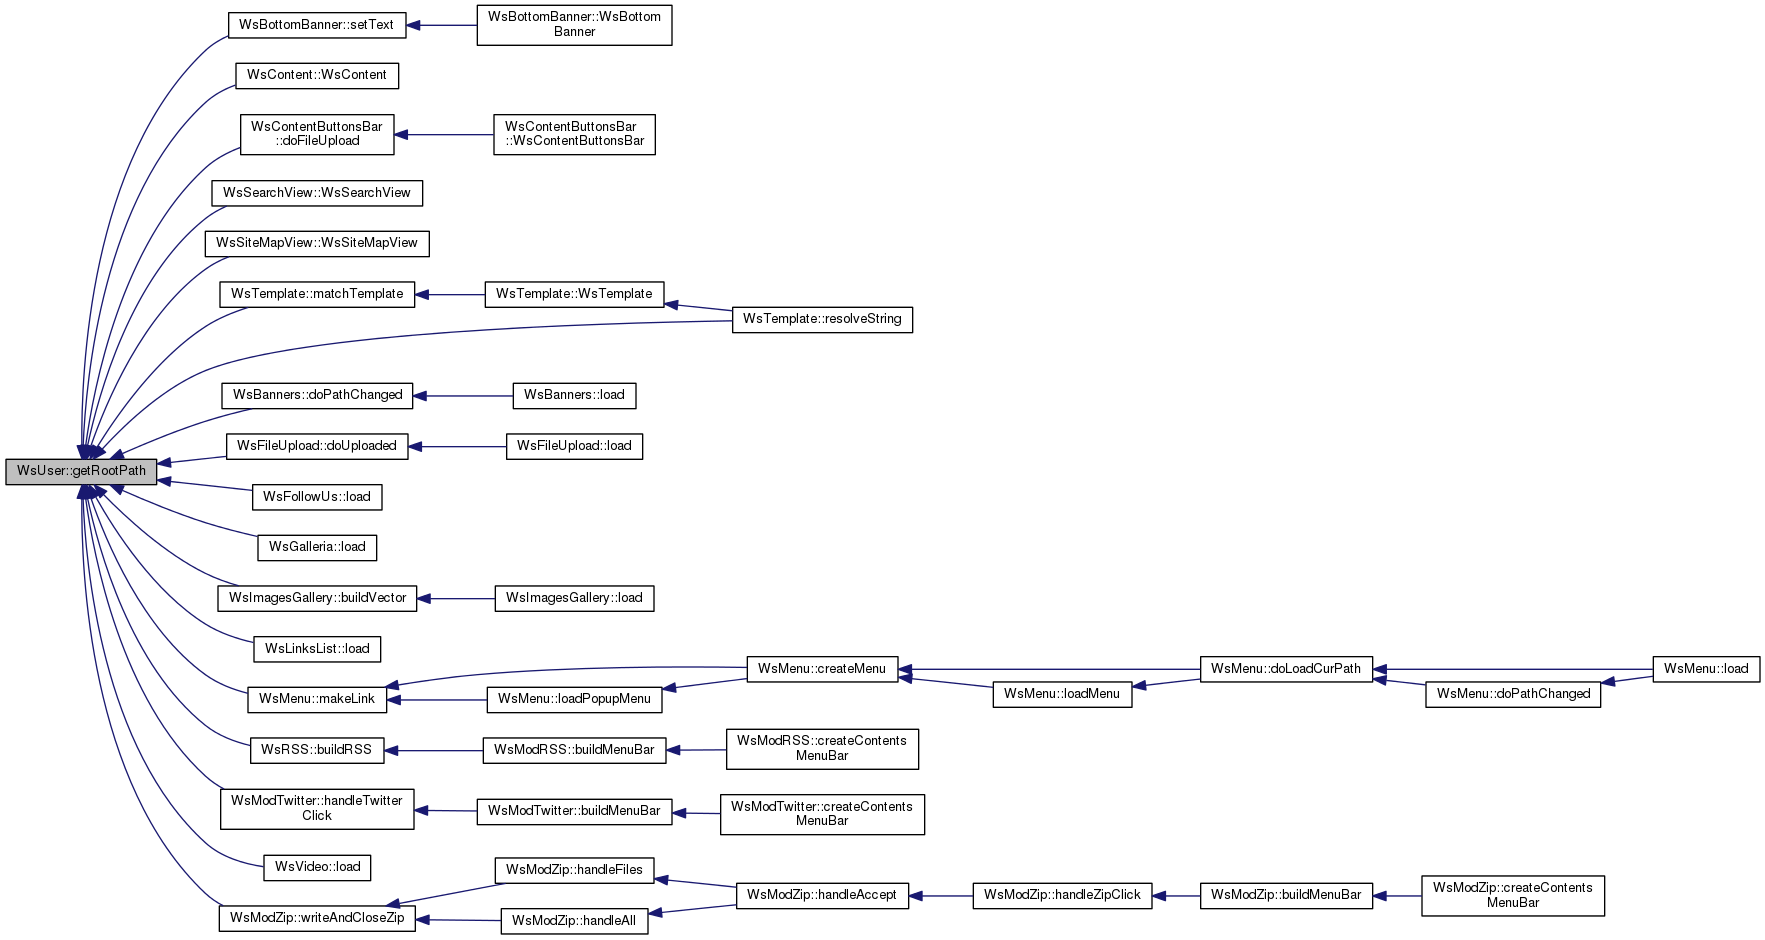 WsBottomBanner::setText
WsBottomBanner::WsBottom
Banner
WsContent::WsContent
WsContentButtonsBar
::doFileUpload
WsContentButtonsBar
::WsContentButtonsBar
WsSearchView::WsSearchView
WsSiteMapView::WsSiteMapView
WsTemplate::matchTemplate
WsTemplate::WsTemplate
WsTemplate::resolveString
WsBanners::doPathChanged
WsBanners::load
WsFileUpload::doUploaded
WsFileUpload::load
WsUser::getRootPath
WsFollowUs::load
WsGalleria::load
WsImagesGallery::buildVector
WsImagesGallery::load
WsLinksList::load
WsMenu::makeLink
WsMenu::loadPopupMenu
WsMenu::createMenu
WsMenu::loadMenu
WsMenu::doLoadCurPath
WsMenu::doPathChanged
WsMenu::load
WsRSS::buildRSS
WsModRSS::buildMenuBar
WsModRSS::createContents
MenuBar
WsModTwitter::handleTwitter
Click
WsModTwitter::buildMenuBar
WsModTwitter::createContents
MenuBar
WsVideo::load
WsModZip::writeAndCloseZip
WsModZip::handleFiles
WsModZip::handleAll
WsModZip::handleAccept
WsModZip::handleZipClick
WsModZip::buildMenuBar
WsModZip::createContents
MenuBar